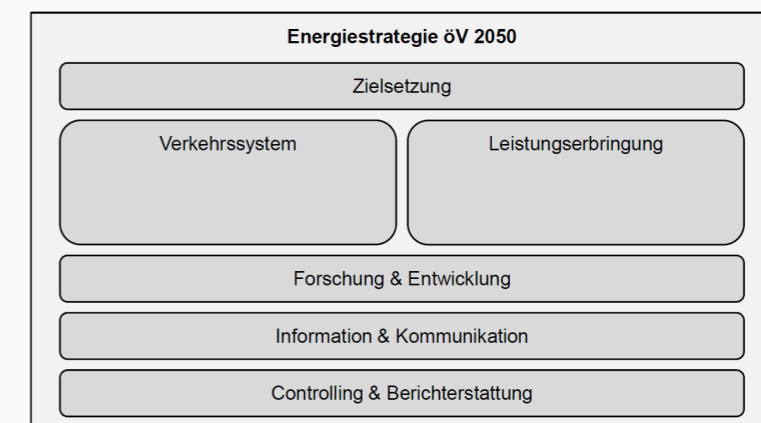 Energiestrategie öV 2050
Zielsetzung
Verkehrssystem
Leistungserbringung
Forschung & Entwicklung
Information & Kommunikation
Controlling & Berichterstattung